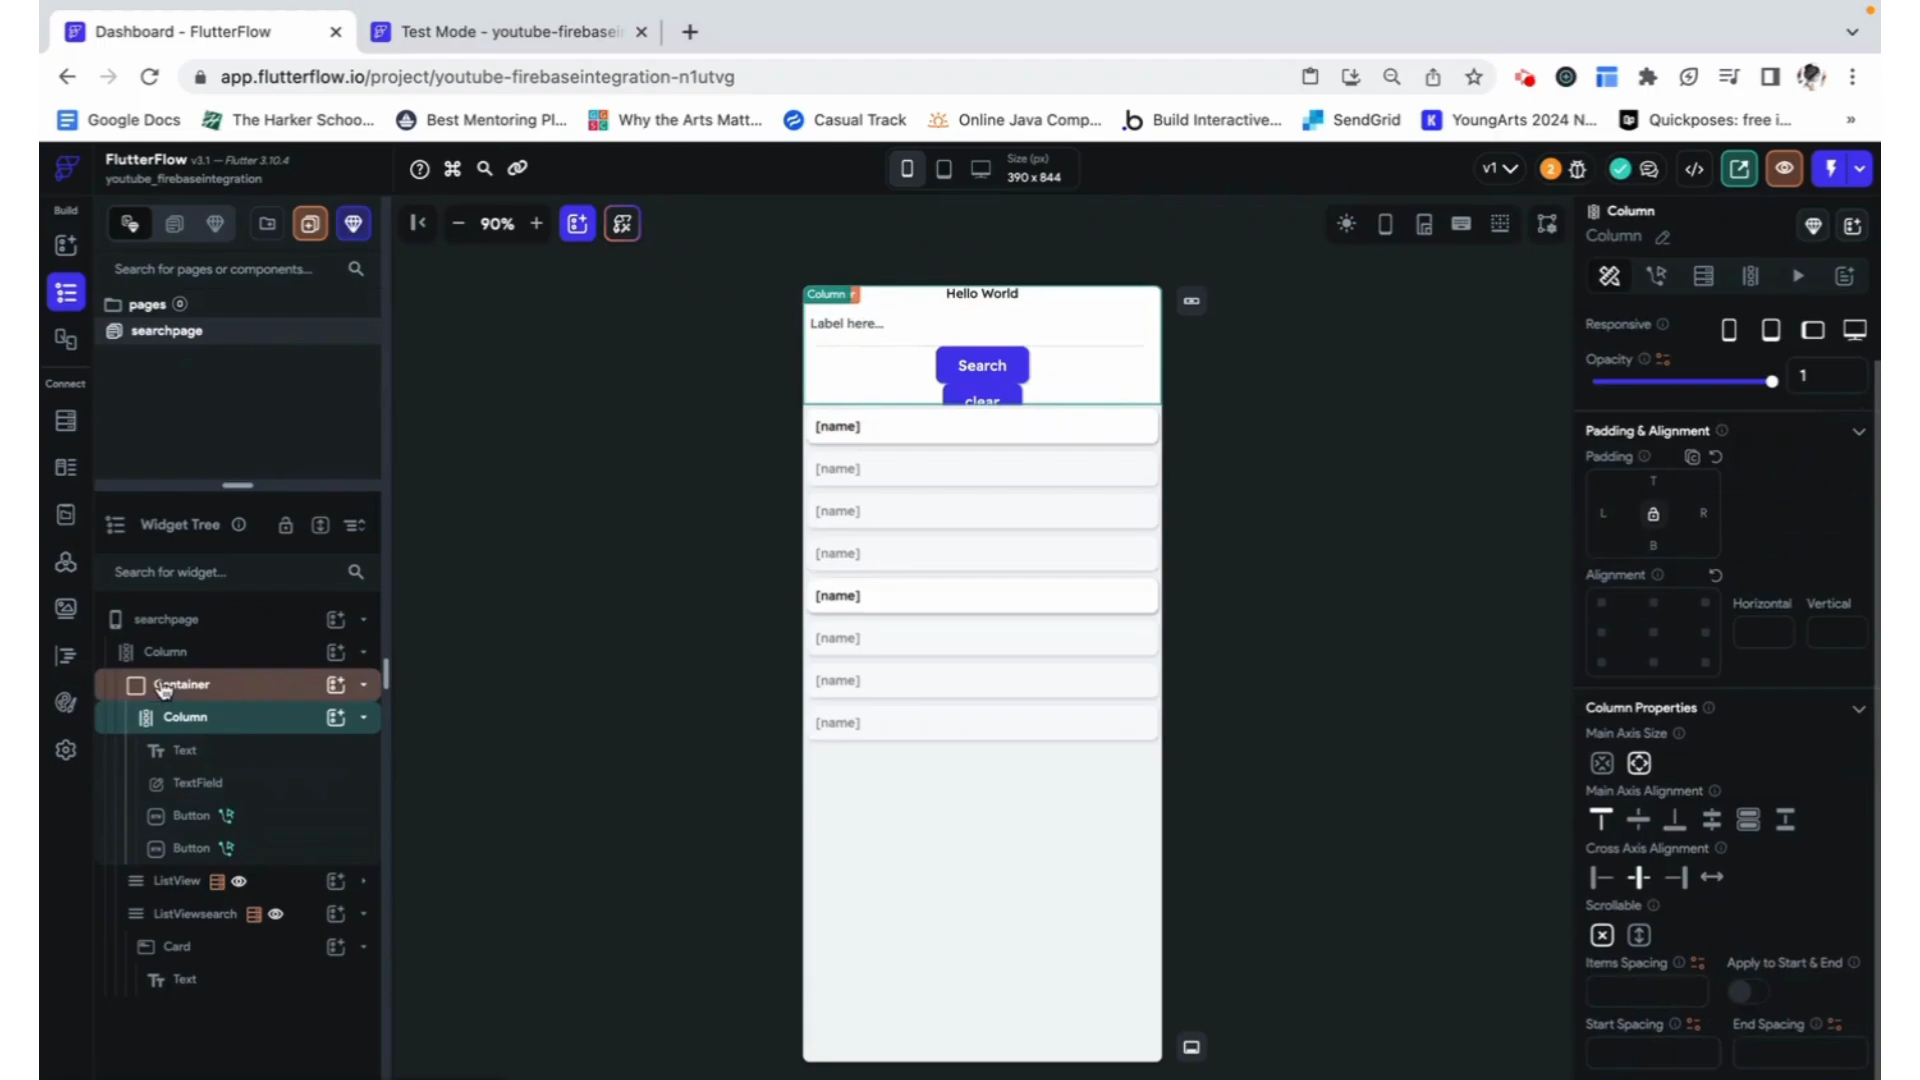 Dashboard - FlutterFlow
Test Mode - youtube-firebasein
app.flutterflow.io/project/youtube-firebaseintegration-n1utvg
Google Docs
The Harker Schoo...
Best Mentoring Pl...
Why the Arts Matt...
Casual Track
Online Java Comp...
Build Interactive...
SendGrid
YoungArts 2024 N...
Quickposes: free i...
»
FlutterFlow v3.1 — Flutter 3.10.4
youtube_firebaseintegration
Size (px)
390 x 844
v1
2
Build
90%
Column
Column
Search for pages or components...
pages 0
searchpage
Connect
Column
Hello World
Label here...
Search
clear
[name]
[name]
[name]
[name]
[name]
[name]
[name]
[name]
Widget Tree
Search for widget...
searchpage
Column
Container
Column
Text
TextField
Button
Button
ListView
ListViewsearch
Card
Text
Responsive
Opacity
1
Padding & Alignment
Padding
T
L
R
B
Alignment
Horizontal
Vertical
Column Properties
Main Axis Size
Main Axis Alignment
Cross Axis Alignment
Scrollable
Items Spacing
Apply to Start & End
Start Spacing
End Spacing